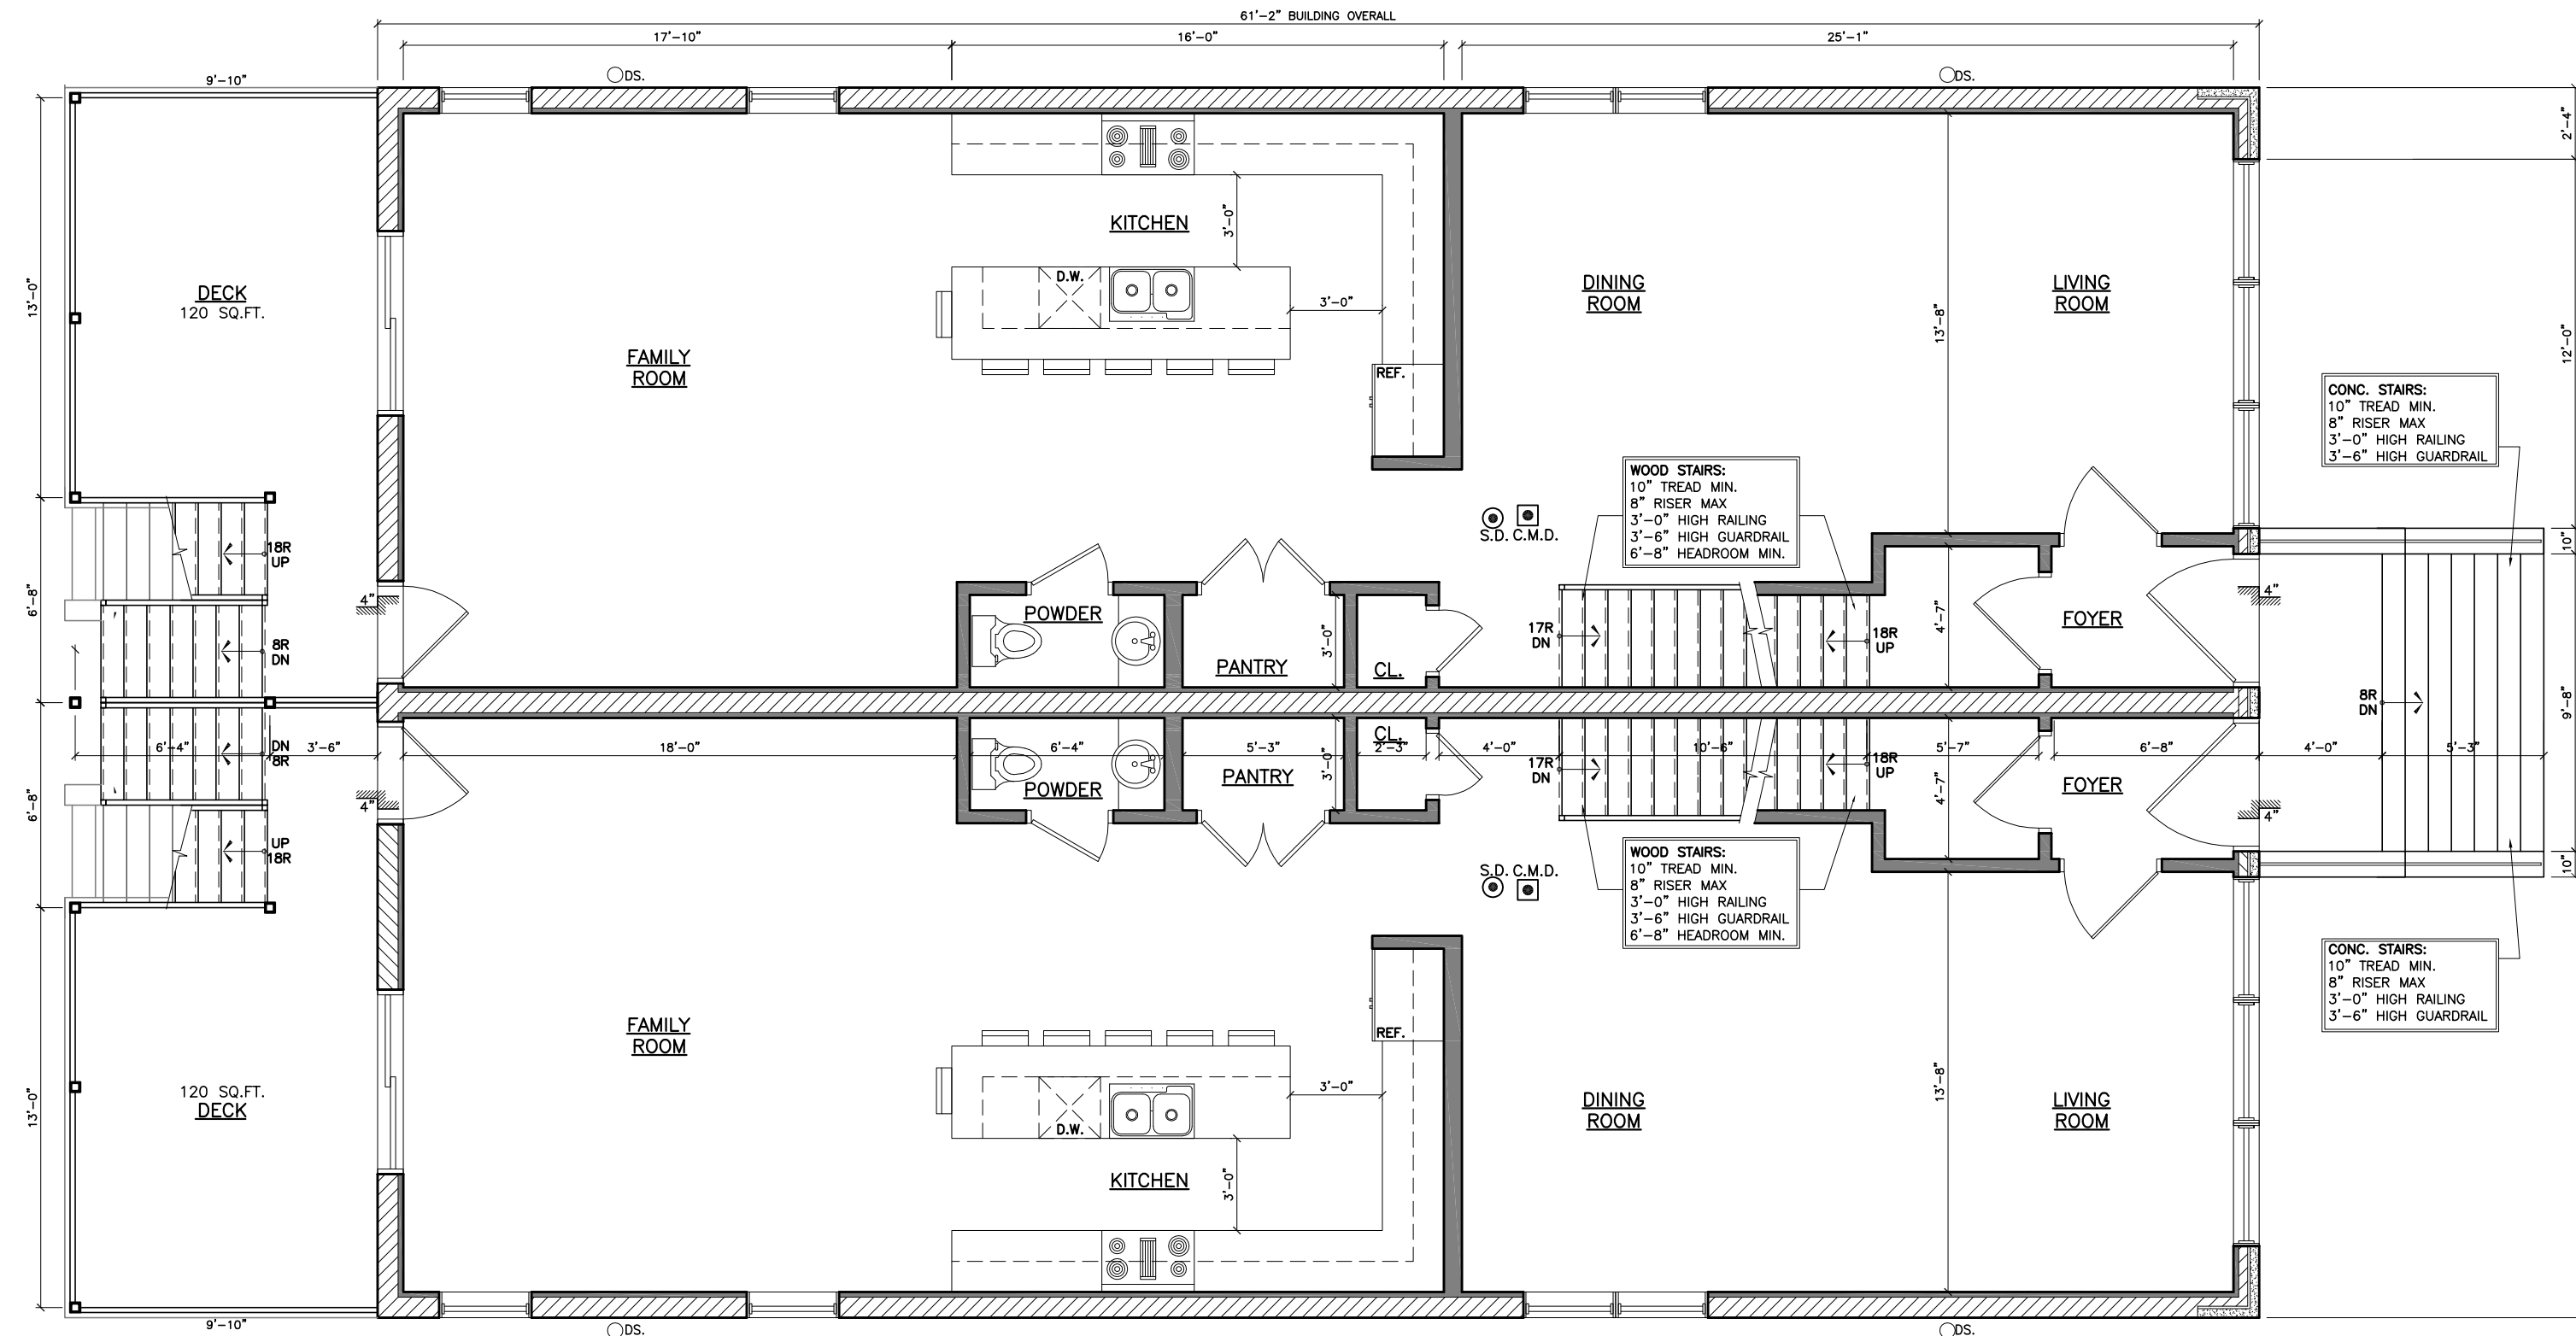 61'-2" BUILDING OVERALL
17'-10"
16'-0"
25'-1"
9'-10"
DS.
DS.
2'-4"
13'-0"
DECK
120 SQ.FT.
FAMILY
ROOM
KITCHEN
3'-0"
D.W.
3'-0"
REF.
DINING
ROOM
13'-8"
LIVING
ROOM
12'-0"
CONC. STAIRS:
10" TREAD MIN.
8" RISER MAX
3'-0" HIGH RAILING
3'-6" HIGH GUARDRAIL
WOOD STAIRS:
10" TREAD MIN.
8" RISER MAX
3'-0" HIGH RAILING
3'-6" HIGH GUARDRAIL
6'-8" HEADROOM MIN.
S.D. C.M.D.
10"
18R
UP
6'-8"
4"
8R
DN
POWDER
PANTRY
3'-0"
CL.
17R
DN
18R
UP
4'-7"
FOYER
4"
8R
DN
9'-8"
6'-4"
3'-6"
18'-0"
6'-4"
5'-3"
2'-3"
4'-0"
10'-6"
5'-7"
6'-8"
4'-0"
5'-3"
DN
8R
6'-8"
4"
UP
18R
POWDER
PANTRY
3'-0"
CL.
17R
DN
18R
UP
4'-7"
FOYER
4"
10"
S.D. C.M.D.
WOOD STAIRS:
10" TREAD MIN.
8" RISER MAX
3'-0" HIGH RAILING
3'-6" HIGH GUARDRAIL
6'-8" HEADROOM MIN.
CONC. STAIRS:
10" TREAD MIN.
8" RISER MAX
3'-0" HIGH RAILING
3'-6" HIGH GUARDRAIL
13'-0"
120 SQ.FT.
DECK
FAMILY
ROOM
REF.
3'-0"
D.W.
KITCHEN
3'-0"
DINING
ROOM
13'-8"
LIVING
ROOM
9'-10"
DS.
DS.